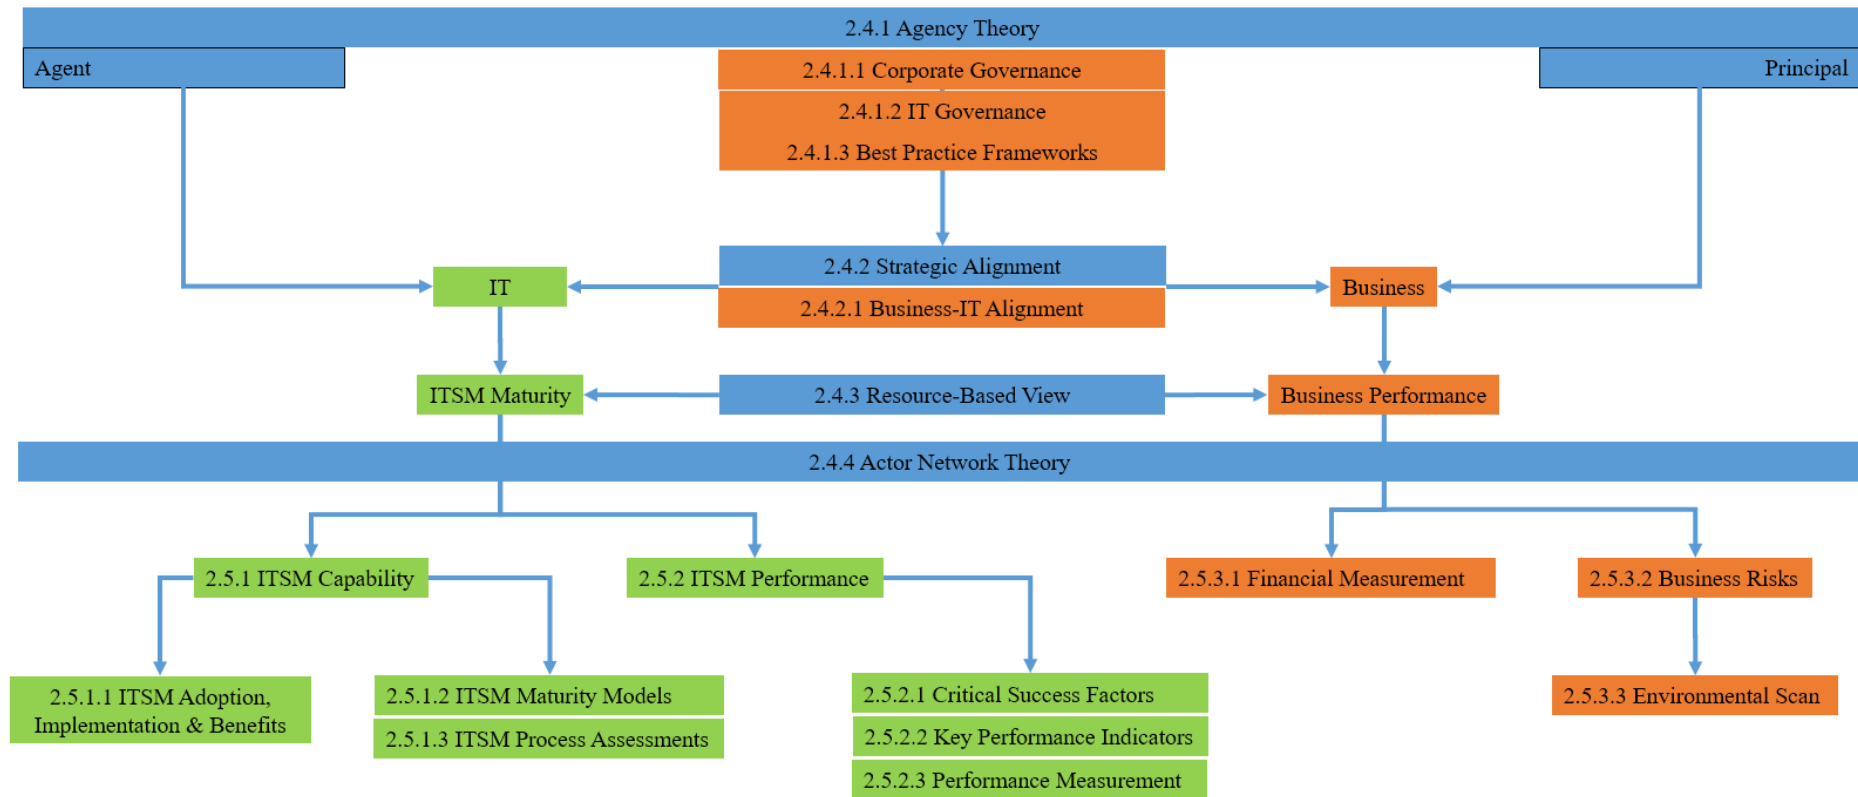 2.4.1 Agency Theory
Agent
2.4.1.1 Corporate Governance
Principal
2.4.1.2 IT Governance
2.4.1.3 Best Practice Frameworks
2.4.2 Strategic Alignment
IT
Business
2.4.2.1 Business-IT Alignment
ITSM Maturity
2.4.3 Resource-Based View
Business Performance
2.4.4 Actor Network Theory
2.5.1 ITSM Capability
2.5.2 ITSM Performance
2.5.3.1 Financial Measurement
2.5.3.2 Business Risks
2.5.1.1 ITSM Adoption,
Implementation & Benefits
2.5.1.2 ITSM Maturity Models
2.5.1.3 ITSM Process Assessments
2.5.2.1 Critical Success Factors
2.5.2.2 Key Performance Indicators
2.5.2.3 Performance Measurement
2.5.3.3 Environmental Scan